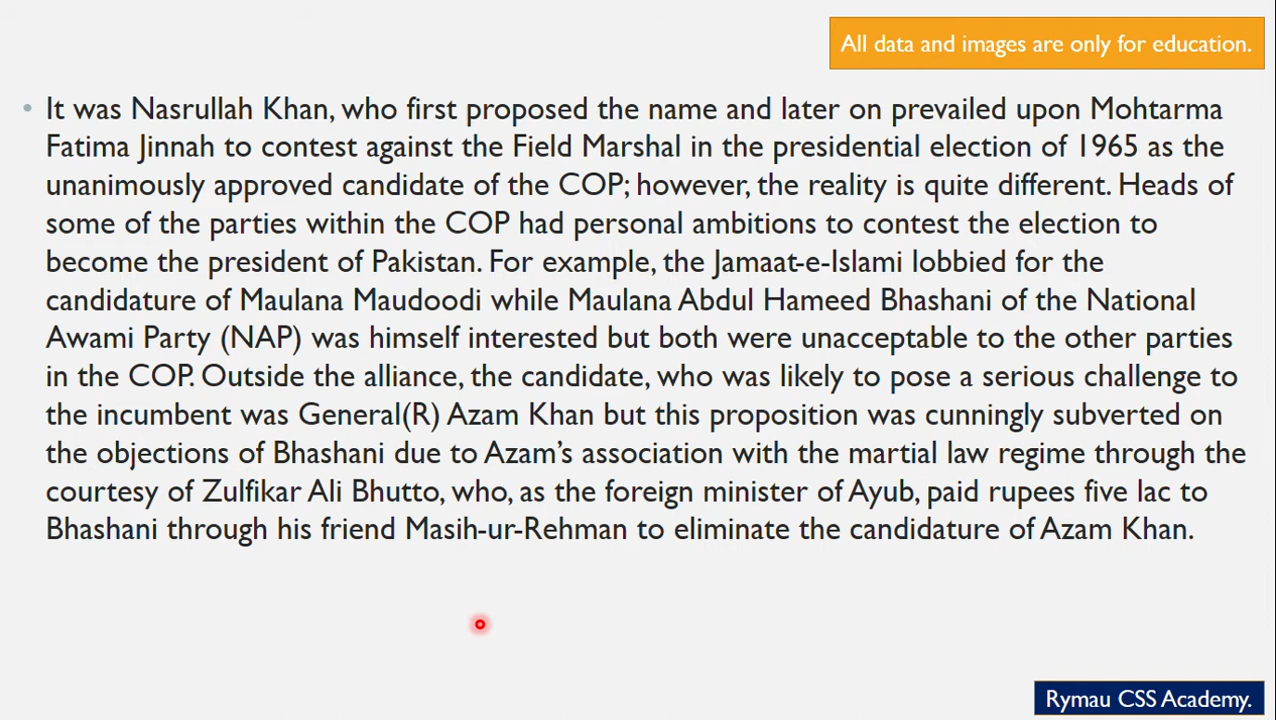 All data and images are only for education.
• It was Nasrullah Khan, who first proposed the name and later on prevailed upon Mohtarma
Fatima Jinnah to contest against the Field Marshal in the presidential election of 1965 as the
unanimously approved candidate of the COP; however, the reality is quite different. Heads of
some of the parties within the COP had personal ambitions to contest the election to
become the president of Pakistan. For example, the Jamaat-e-Islami lobbied for the
candidature of Maulana Maudoodi while Maulana Abdul Hameed Bhashani of the National
Awami Party (NAP) was himself interested but both were unacceptable to the other parties
in the COP. Outside the alliance, the candidate, who was likely to pose a serious challenge to
the incumbent was General(R) Azam Khan but this proposition was cunningly subverted on
the objections of Bhashani due to Azam’s association with the martial law regime through the
courtesy of Zulfikar Ali Bhutto, who, as the foreign minister of Ayub, paid rupees five lac to
Bhashani through his friend Masih-ur-Rehman to eliminate the candidature of Azam Khan.
Rymau CSS Academy.